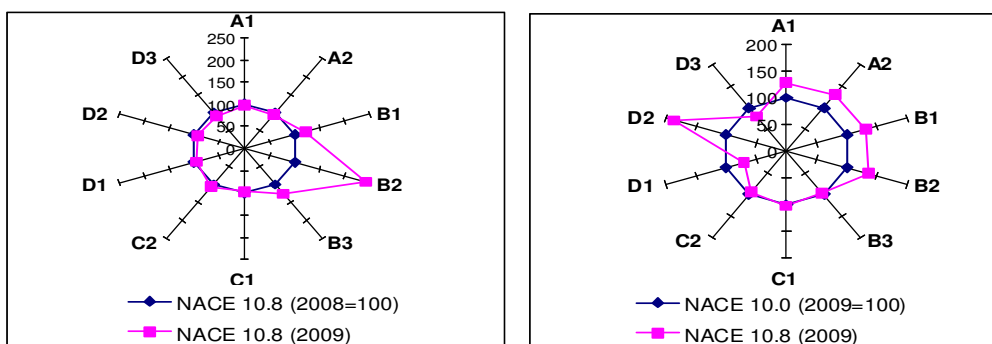 A1
250
200
150
100
50
0
A2
B1
B2
B3
C1
C2
D1
D2
D3
NACE 10.8 (2008=100)
NACE 10.8 (2009)
A1
200
150
100
50
0
A2
B1
B2
B3
C1
C2
D1
D2
D3
NACE 10.0 (2009=100)
NACE 10.8 (2009)